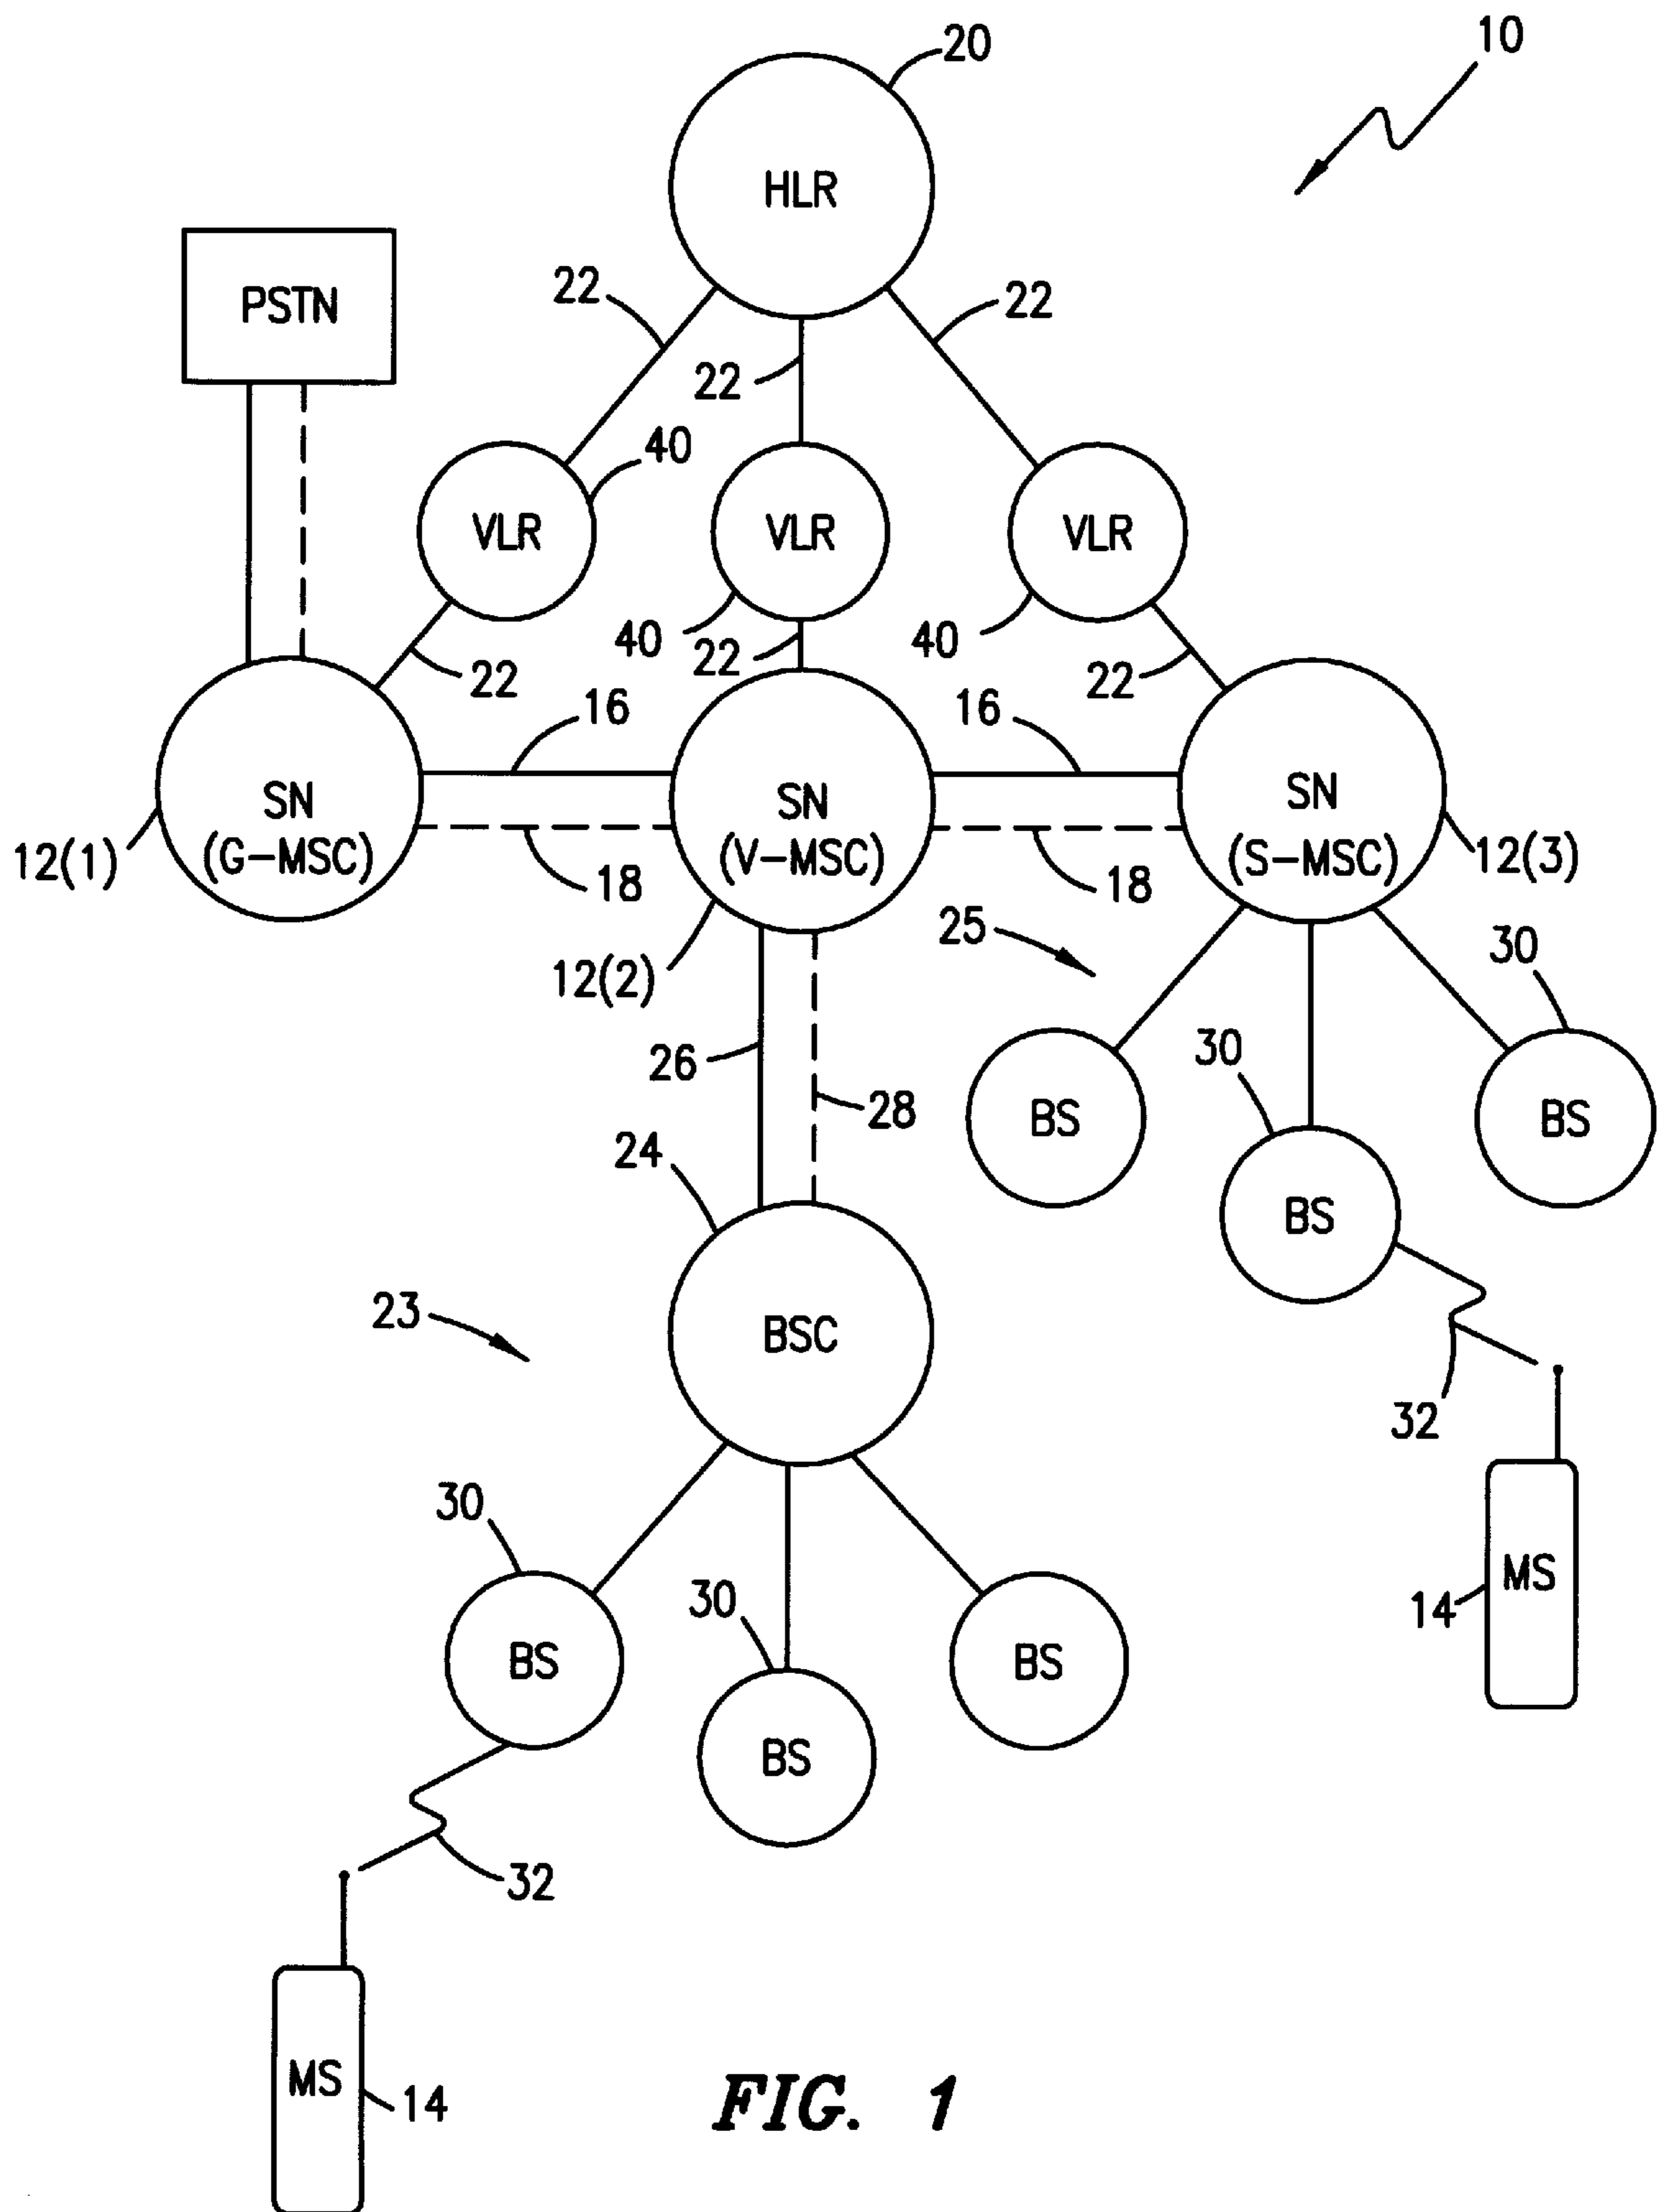 10
20
HLR
PSTN
22
22
22
40
VLR
VLR
VLR
40
40
22
22
22
16
16
SN
(G-MSC)
SN
(V-MSC)
SN
(S-MSC)
12(1)
18
18
12(3)
12(2)
25
30
26
28
30
BS
BS
BS
24
23
BSC
32
30
30
MS
14
BS
BS
BS
32
MS
14
FIG. 1